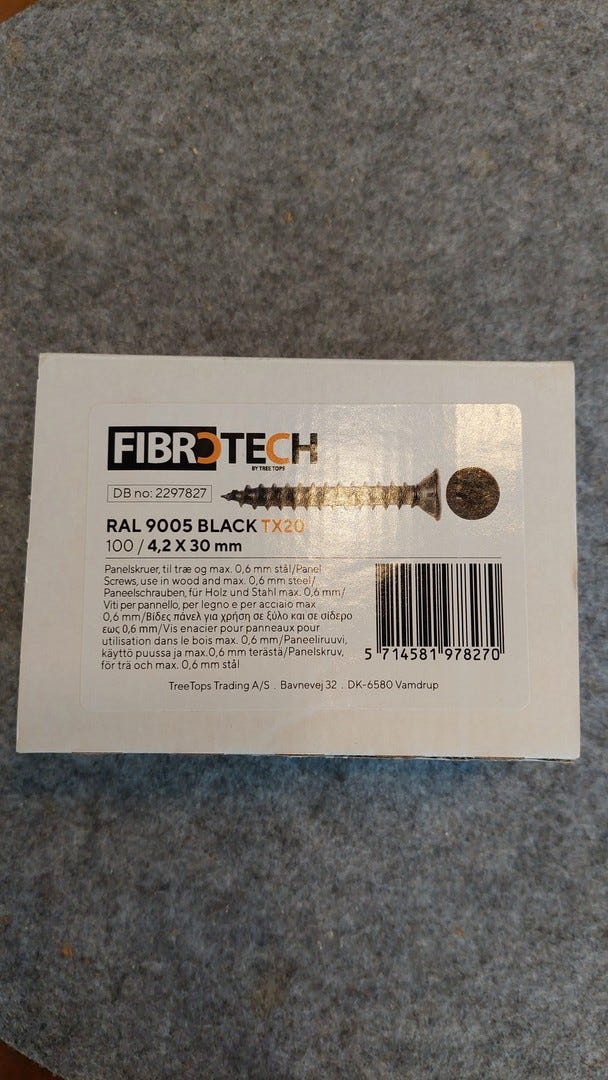 FIBROTECH
BY TREE TOPS
DB no: 2297827
RAL 9005 BLACK TX20
100 / 4,2 X 30 mm
Panelskruer, til træ og max. 0,6 mm stål/Panel
Screws, use in wood and max. 0,6 mm steel/
Paneelschrauben, für Holz und Stahl max. 0,6 mm/
Viti per pannello, per legno e per acciaio max
0,6 mm/Βίδες πάνελ για χρήση σε ξύλο και σε σίδερο
εως 0,6 mm/Vis enacier pour panneaux pour
utilisation dans le bois max. 0,6 mm/Paneeliruuvi,
käyttö puussa ja max.0,6 mm terästä/Panelskruv,
för trä och max. 0,6 mm stål
5 714581 978270
TreeTops Trading A/S . Bavnevej 32 . DK-6580 Vamdrup